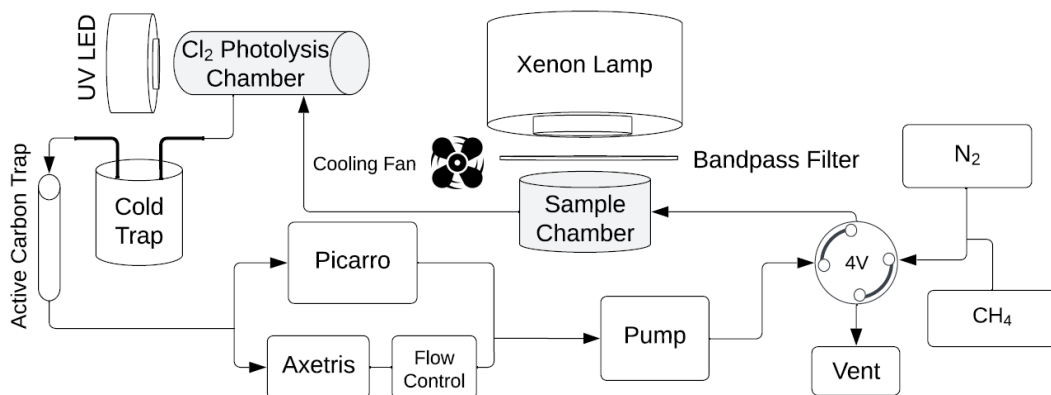 UV LED
Cl₂ Photolysis
Chamber
Xenon Lamp
Cooling Fan
Bandpass Filter
N₂
Active Carbon Trap
Cold
Trap
Sample
Chamber
Picarro
4V
CH₄
Pump
Axetris
Flow
Control
Vent